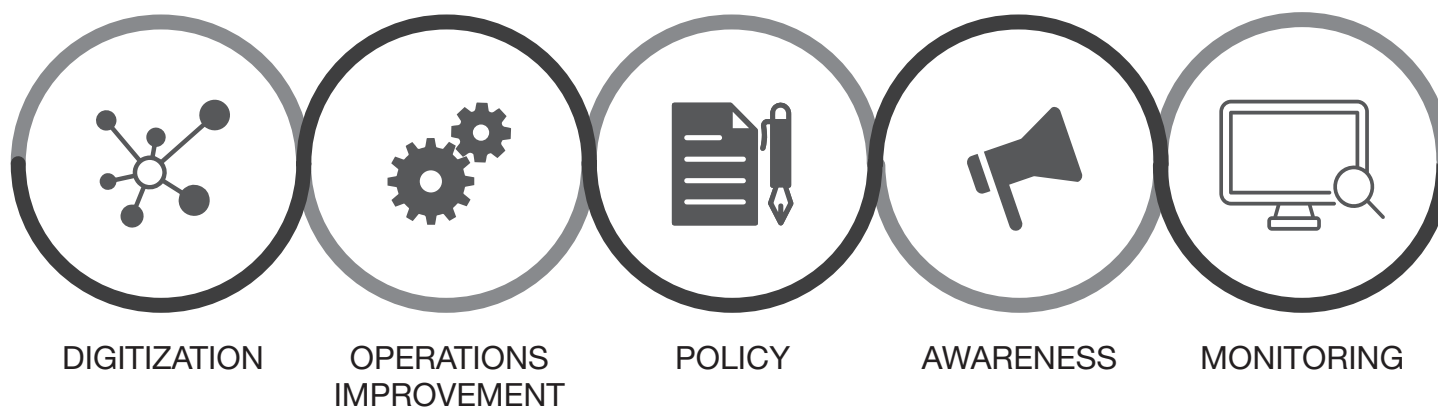 DIGITIZATION
OPERATIONS
IMPROVEMENT
POLICY
AWARENESS
MONITORING